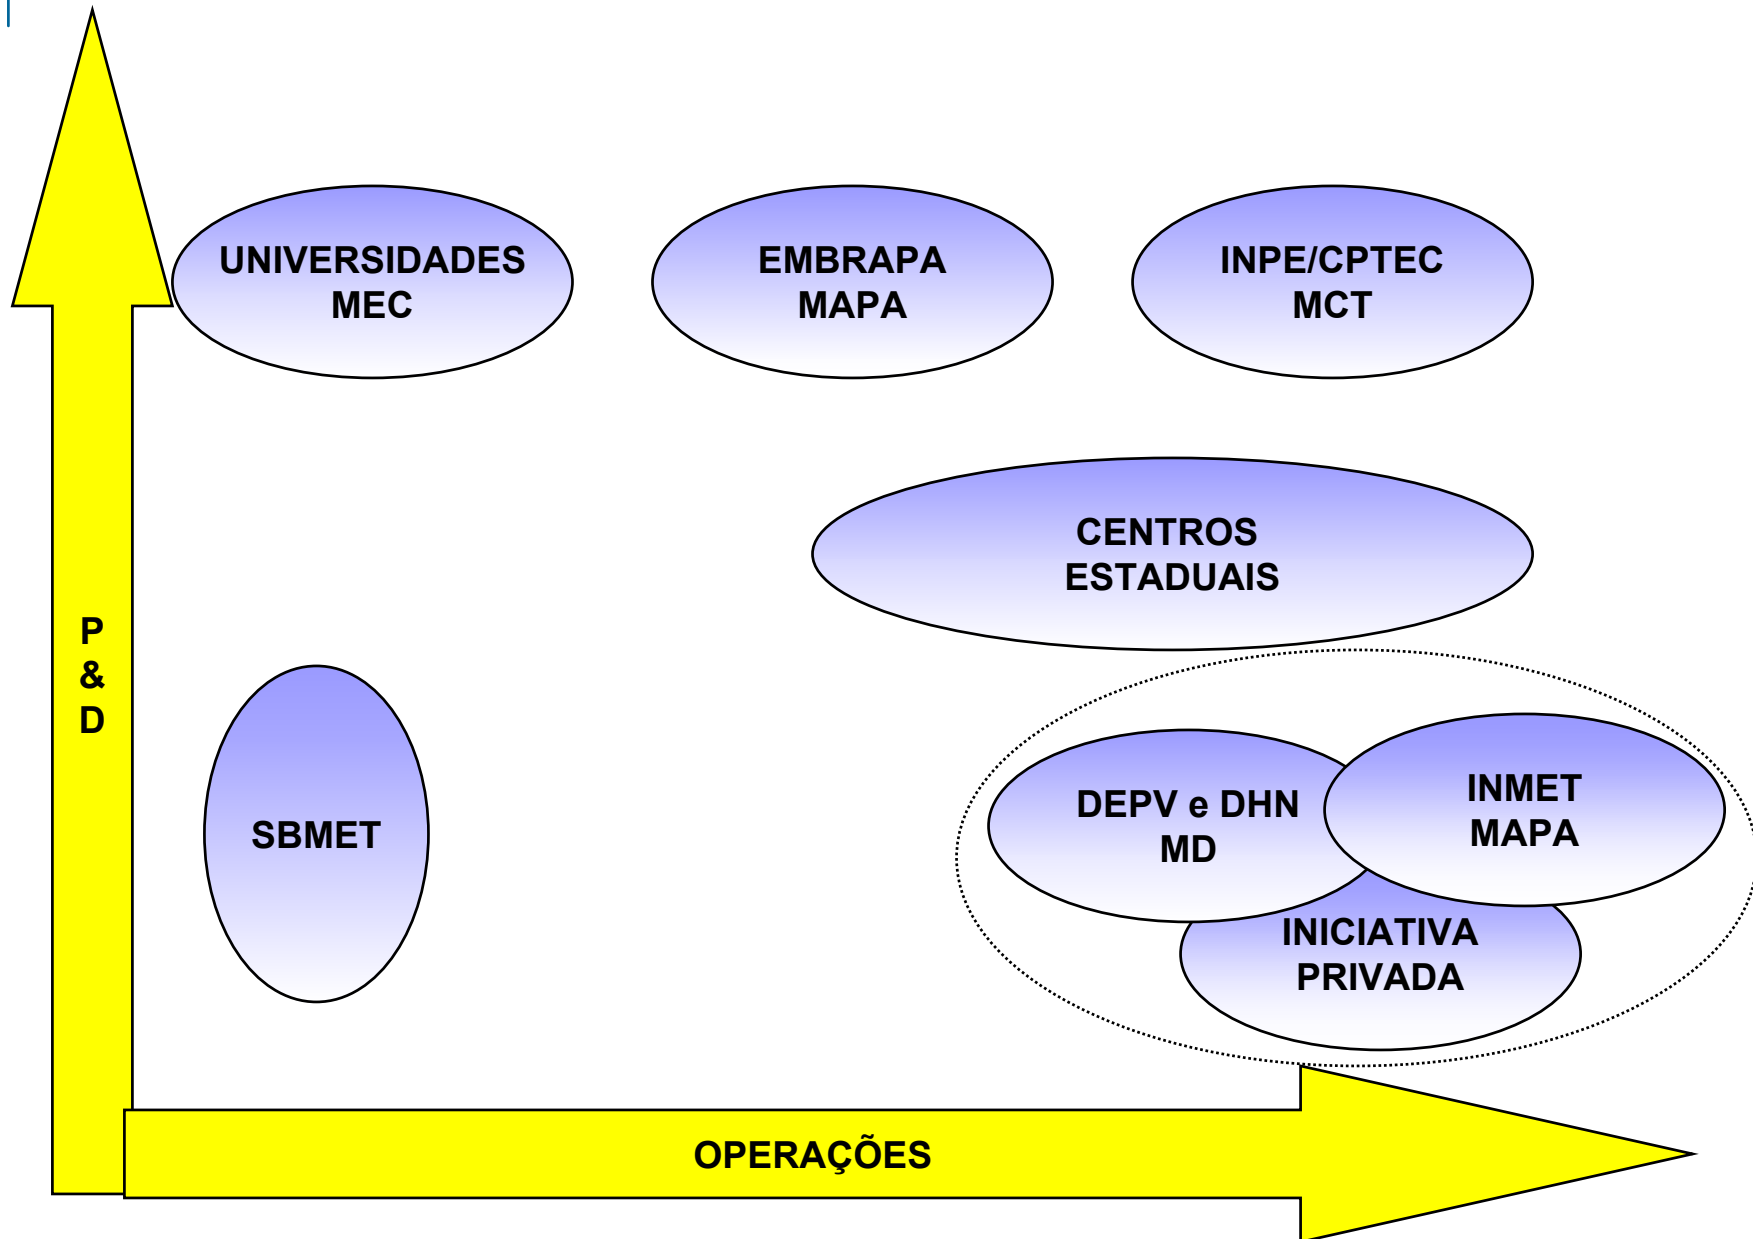 UNIVERSIDADES
MEC
EMBRAPA
MAPA
INPE/CPTEC
MCT
CENTROS
ESTADUAIS
P
&
D
SBMET
DEPV e DHN
MD
INMET
MAPA
INICIATIVA
PRIVADA
OPERAÇÕES